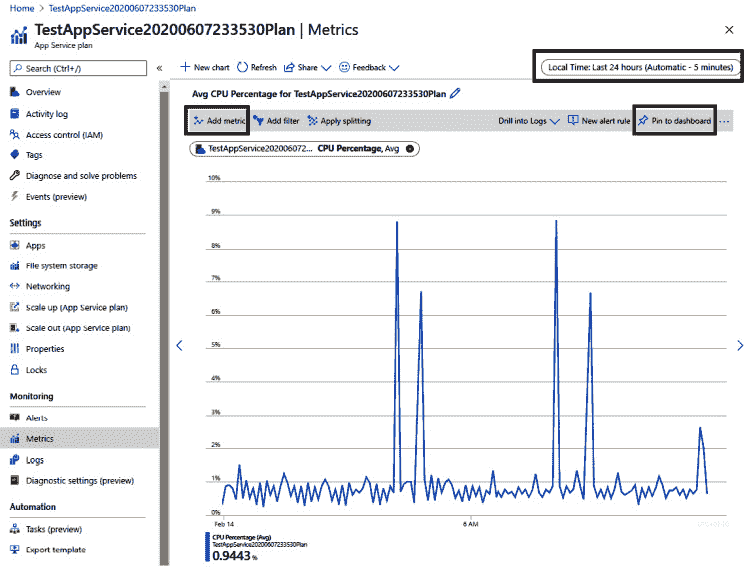 Home > TestAppService20200607233530Plan
TestAppService20200607233530Plan | Metrics
App Service plan
Search (Ctrl+/)
«
New chart
Refresh
Share
Feedback
Local Time: Last 24 hours (Automatic - 5 minutes)
Overview
Activity log
Access control (IAM)
Tags
Diagnose and solve problems
Events (preview)
Settings
Apps
File system storage
Networking
Scale up (App Service plan)
Scale out (App Service plan)
Properties
Locks
Monitoring
Alerts
Metrics
Logs
Diagnostic settings (preview)
Automation
Tasks (preview)
Export template
Avg CPU Percentage for TestAppService20200607233530Plan
Add metric
Add filter
Apply splitting
Drill into Logs
New alert rule
Pin to dashboard
...
TestAppService202006072... CPU Percentage, Avg
10%
9%
8%
7%
6%
5%
4%
3%
2%
1%
0%
Feb 14
6 AM
CPU Percentage (Avg)
TestAppService20200607233530Plan
0.9443 %